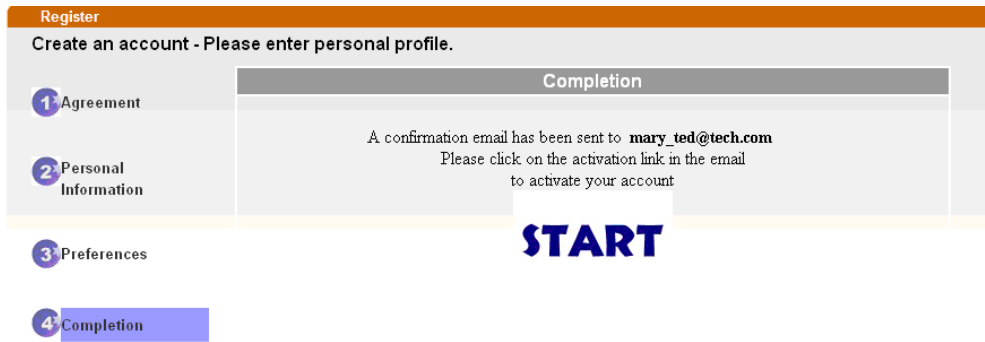 Register
Create an account - Please enter personal profile.
Completion
1 Agreement
A confirmation email has been sent to mary_ted@tech.com
Please click on the activation link in the email
to activate your account
2 Personal
Information
START
3 Preferences
4 Completion